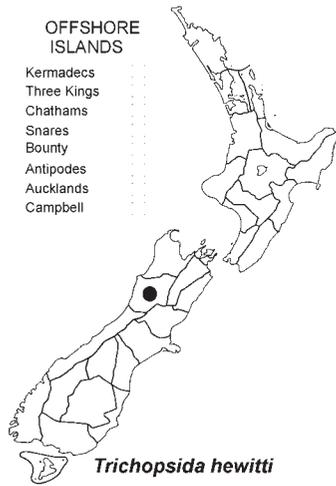 OFFSHORE
ISLANDS
Kermadecs
Three Kings
Chathams
Snares
Bounty
Antipodes
Aucklands
Campbell
Trichopsida hewitti